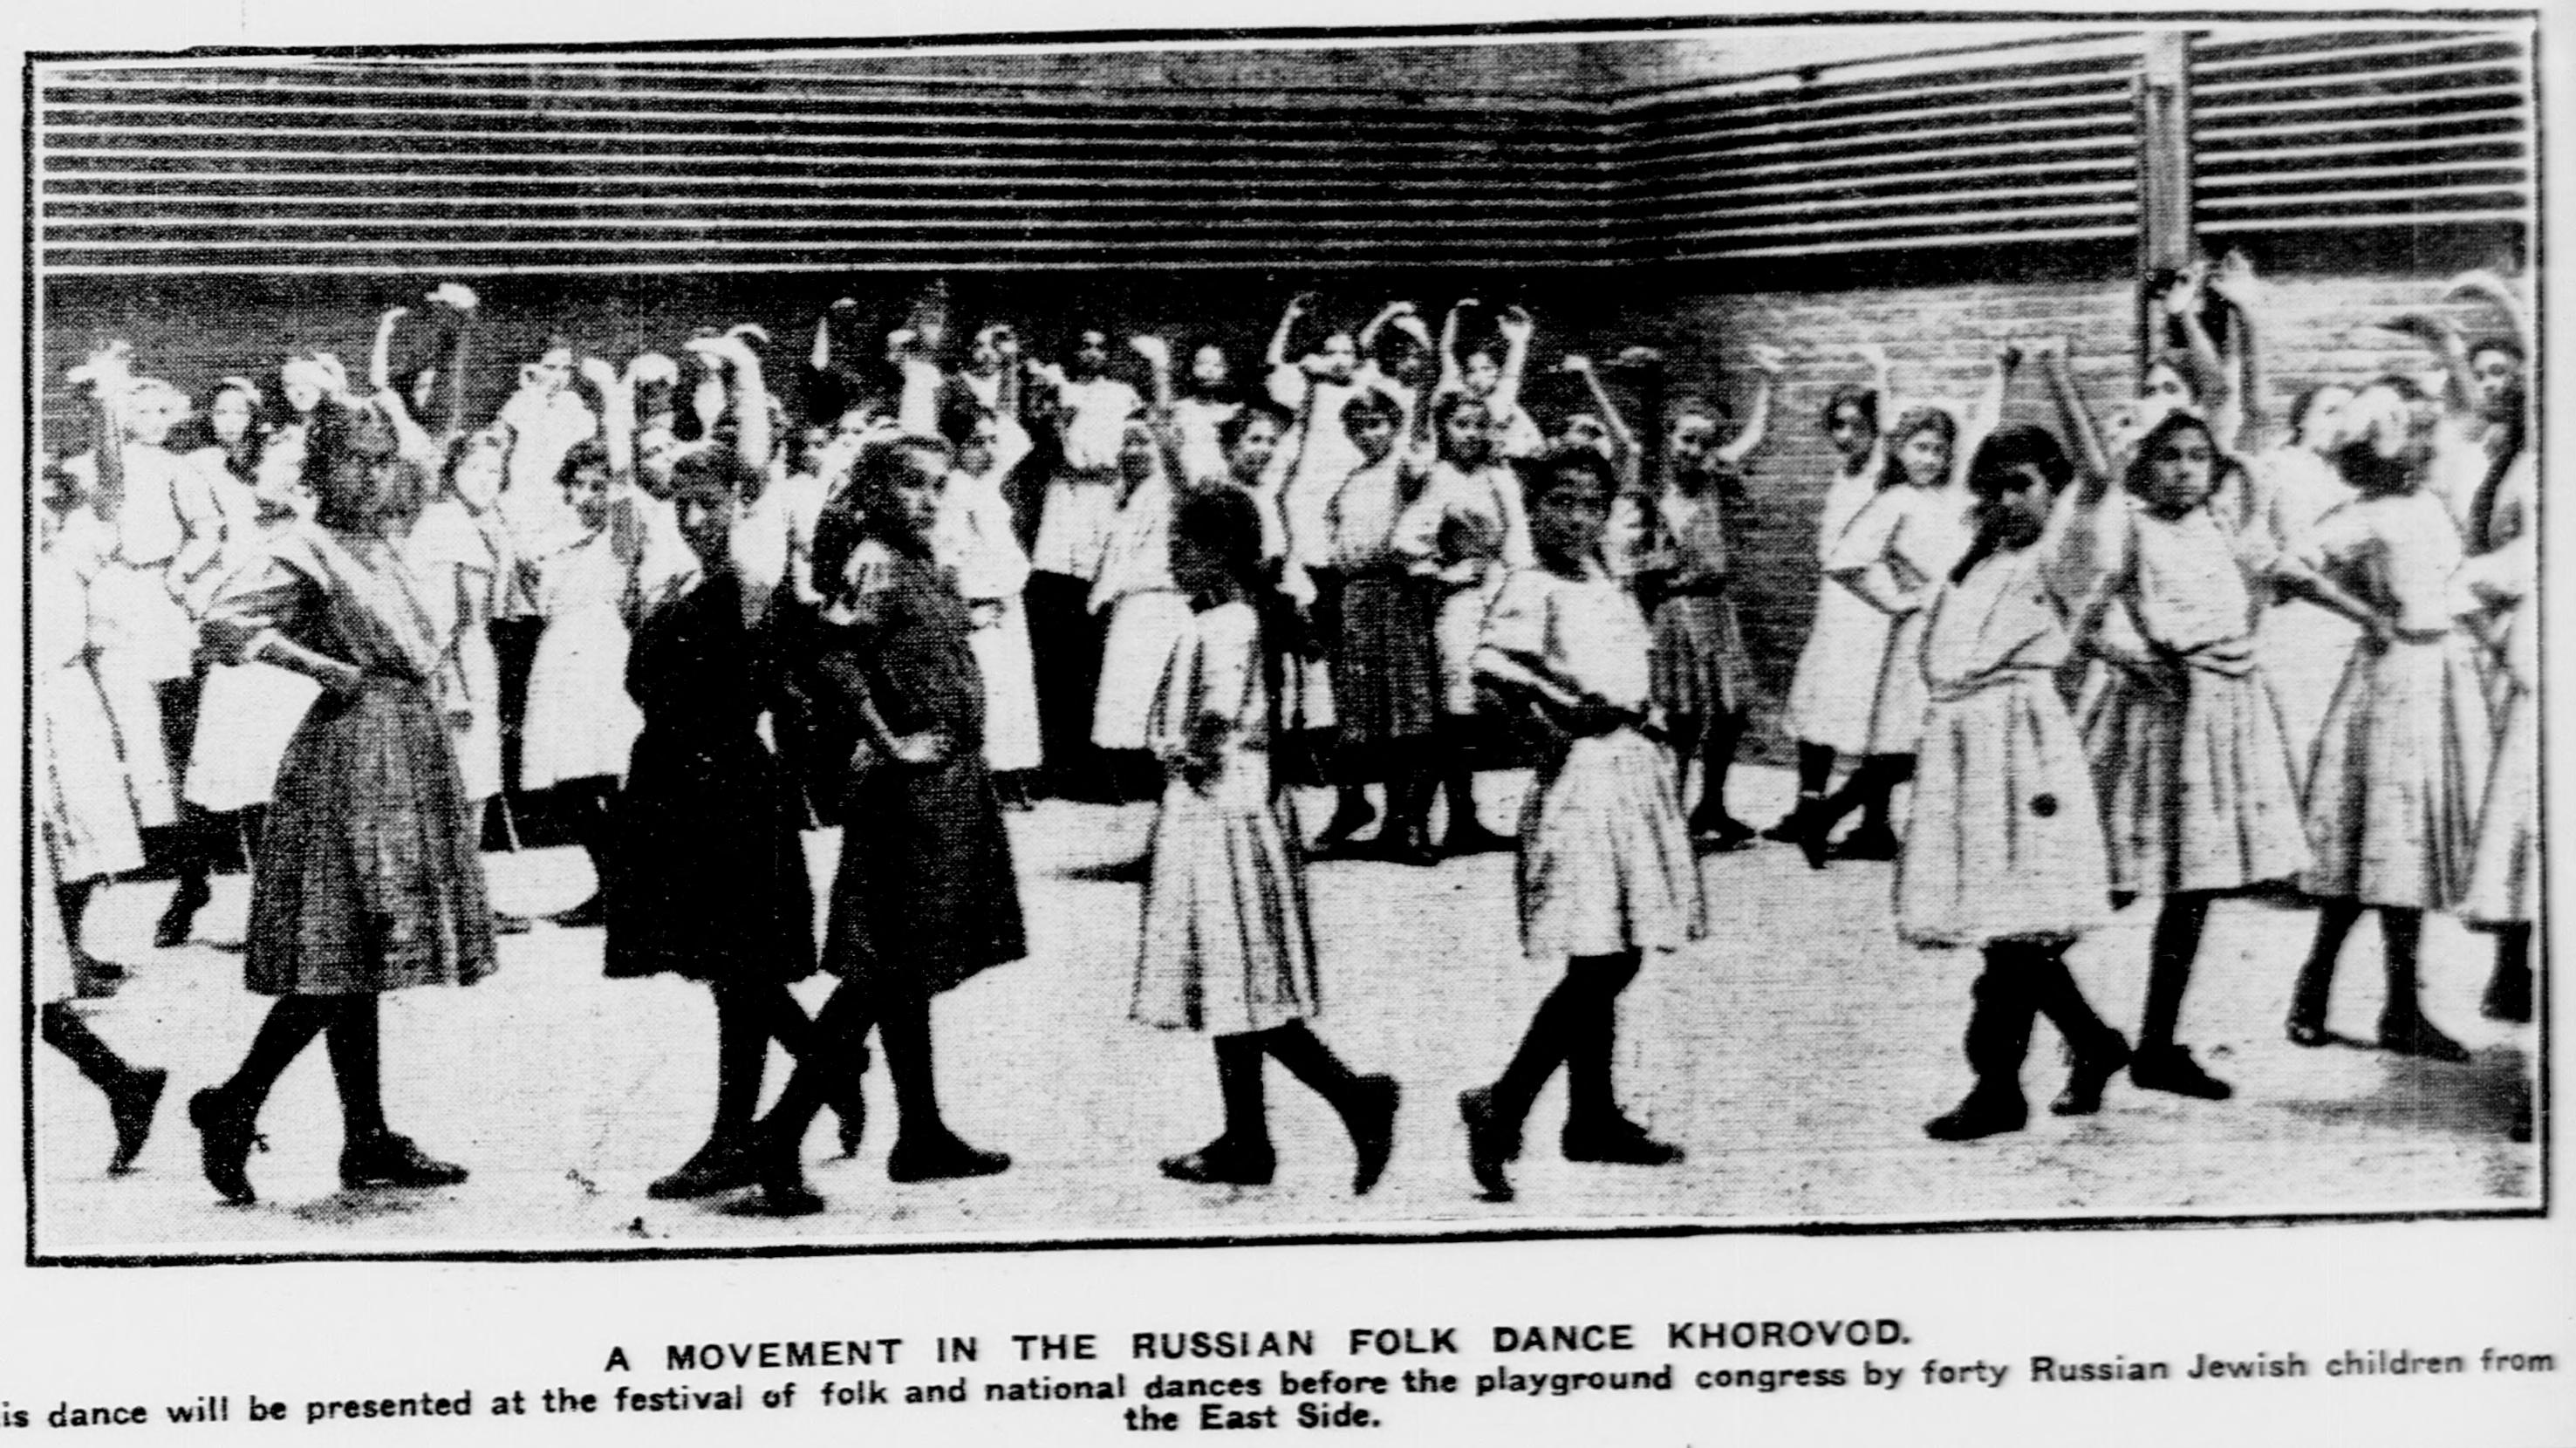 A MOVEMENT IN THE RUSSIAN FOLK DANCE KHOROVOD.
is dance will be presented at the festival of folk and national dances before the playground congress by forty Russian Jewish children from
the East Side.